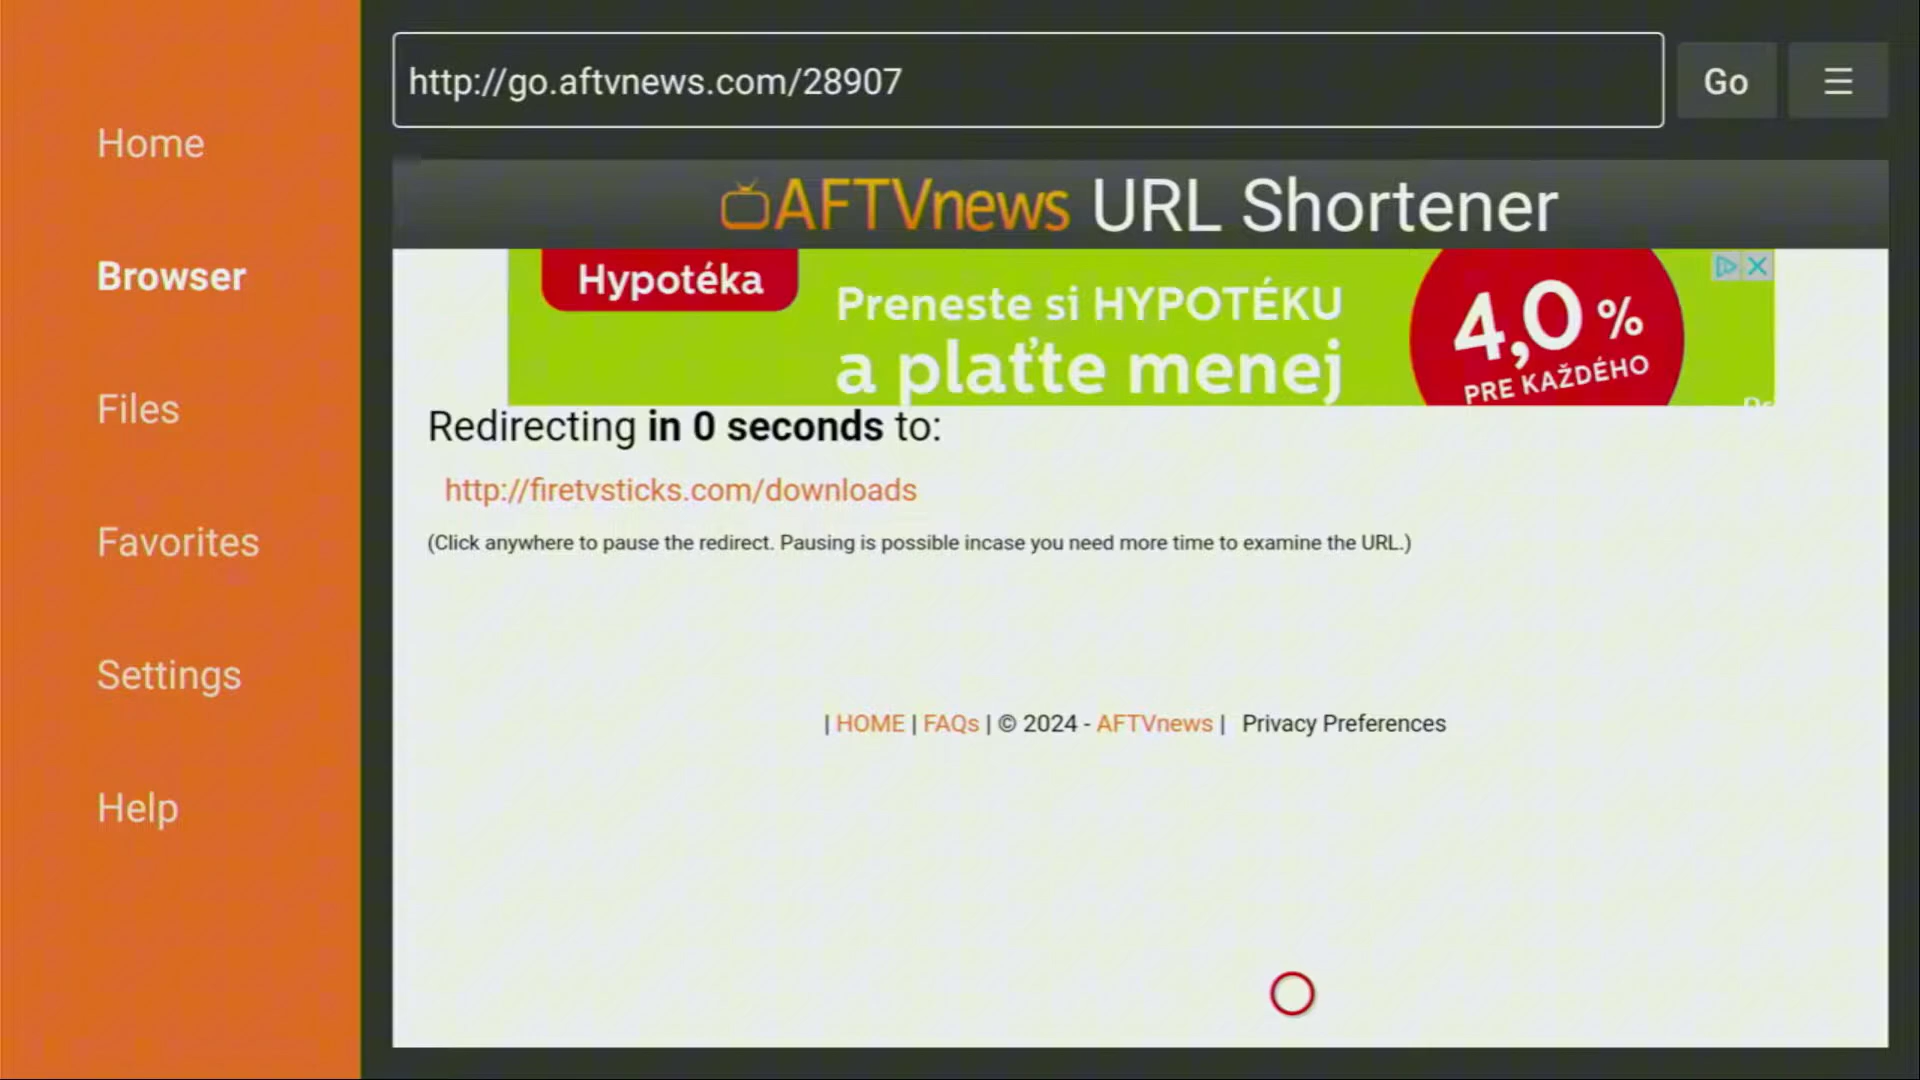 Home
Browser
Files
Favorites
Settings
Help
http://go.aftvnews.com/28907
Go
AFTVnews URL Shortener
Hypotéka
Preneste si HYPOTÉKU
a plaťte menej
4,0 %
PRE KAŽDÉHO
Redirecting in 0 seconds to:
http://firetvsticks.com/downloads
(Click anywhere to pause the redirect. Pausing is possible incase you need more time to examine the URL.)
| HOME | FAQs | © 2024 - AFTVnews | Privacy Preferences